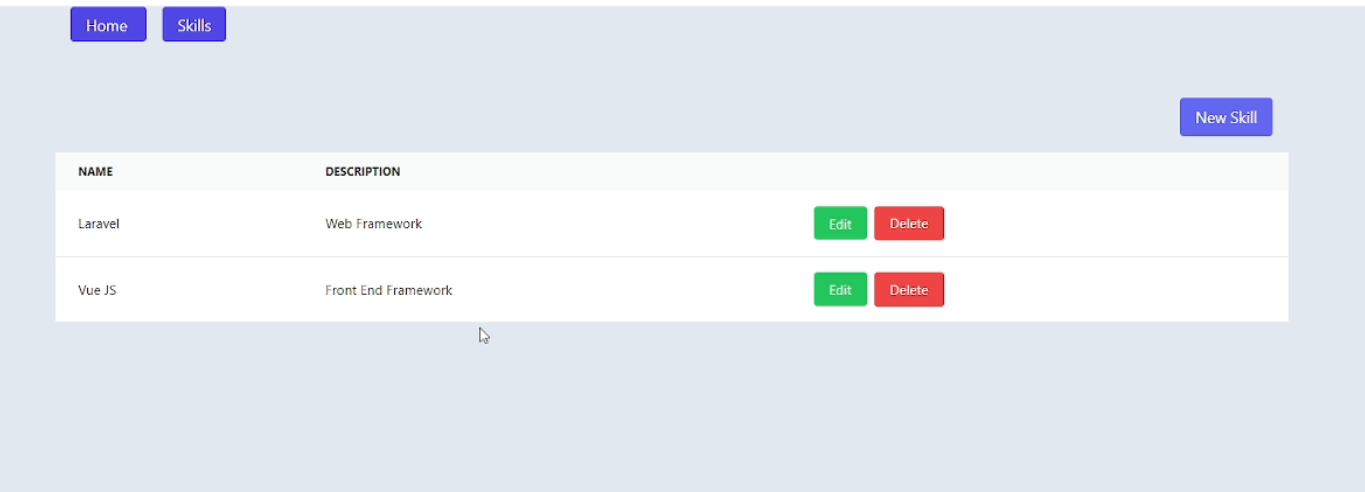 Home Skills
New Skill
NAME DESCRIPTION
Laravel Web Framework Edit Delete
Vue JS Front End Framework Edit Delete